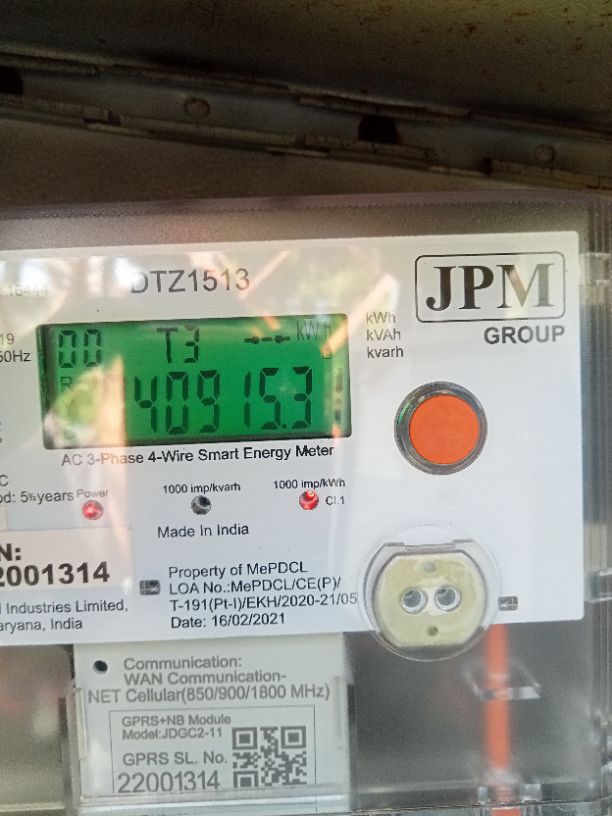 DTZ1513
JPM
GROUP
kWh
kVAh
kvarh
50Hz
00 T3 kWh
R 40915.3
AC 3-Phase 4-Wire Smart Energy Meter
5½years Power
1000 imp/kvarh
1000 imp/kWh
Cl.1
Made In India
N:
2001314
Industries Limited,
aryana, India
Property of MePDCL
LOA No.:MePDCL/CE(P)/
T-191(Pt-I)/EKH/2020-21/05
Date: 16/02/2021
Communication:
WAN Communication-
NET Cellular(850/900/1800 MHz)
GPRS+NB Module
Model:JDGC2-11
GPRS SL. No.
22001314